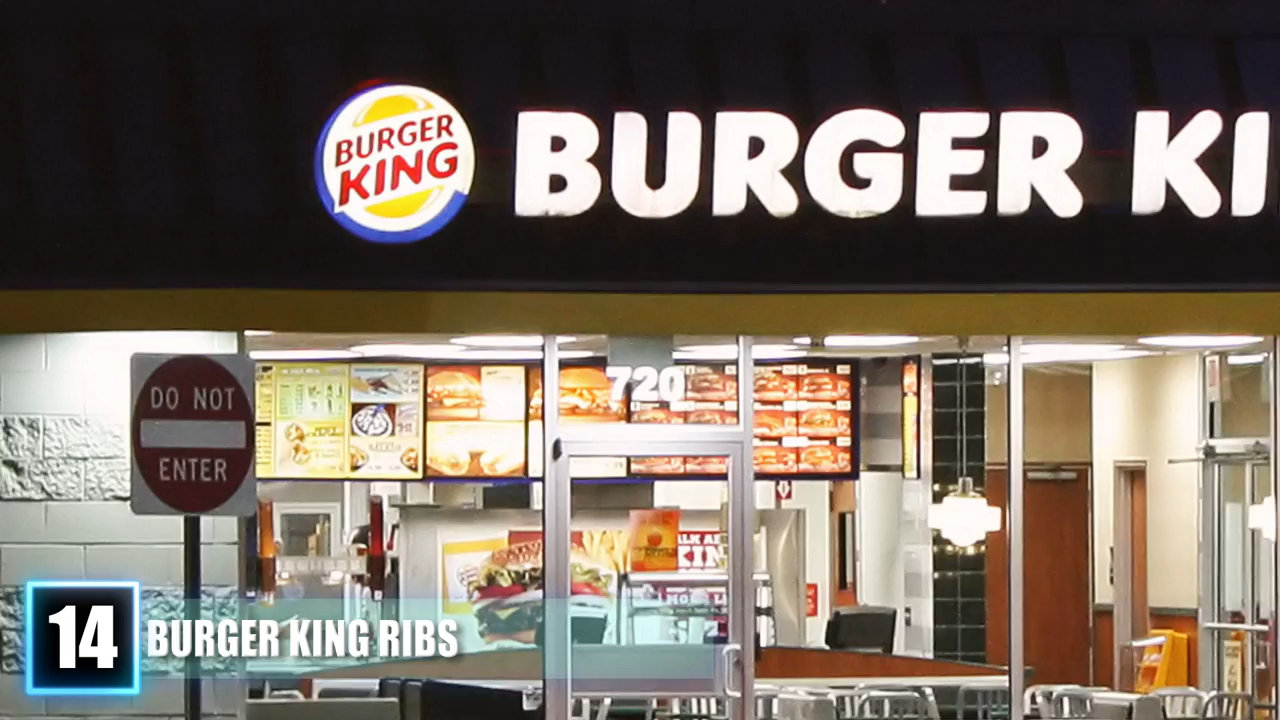 BURGER
KING
BURGER KI
720
DO NOT
ENTER
14
BURGER KING RIBS